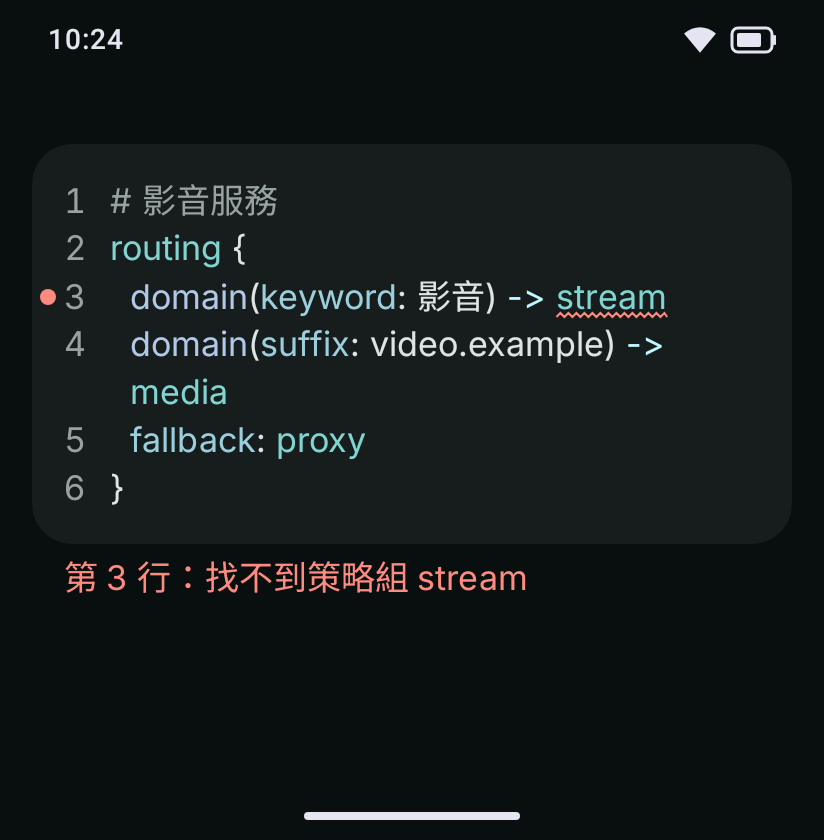 10:24
1 # 影音服務
2 routing {
3 domain(keyword: 影音) -> stream
4 domain(suffix: video.example) ->
media
5 fallback: proxy
6 }
第 3 行：找不到策略組 stream